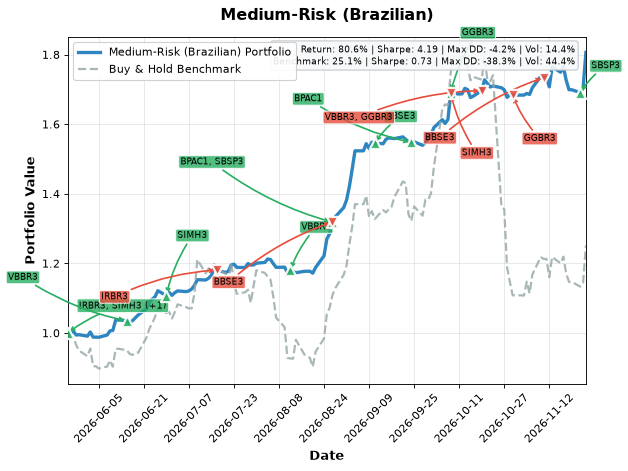 Medium-Risk (Brazilian)
GGBR3
Medium-Risk (Brazilian) Portfolio
Buy & Hold Benchmark
Return: 80.6% | Sharpe: 4.19 | Max DD: -4.2% | Vol: 14.4%
Benchmark: 25.1% | Sharpe: 0.73 | Max DD: -38.3% | Vol: 44.4%
SBSP3
BPAC1
VBBR3, GGBR3
BBSE3
BBSE3
GGBR3
SIMH3
BPAC1, SBSP3
VBBR3
SIMH3
BBSE3
VBBR3
IRBR3
IRBR3, SIMH3 (+1)
Portfolio Value
1.8
1.6
1.4
1.2
1.0
2026-06-05
2026-06-21
2026-07-07
2026-07-23
2026-08-08
2026-08-24
2026-09-09
2026-09-25
2026-10-11
2026-10-27
2026-11-12
Date